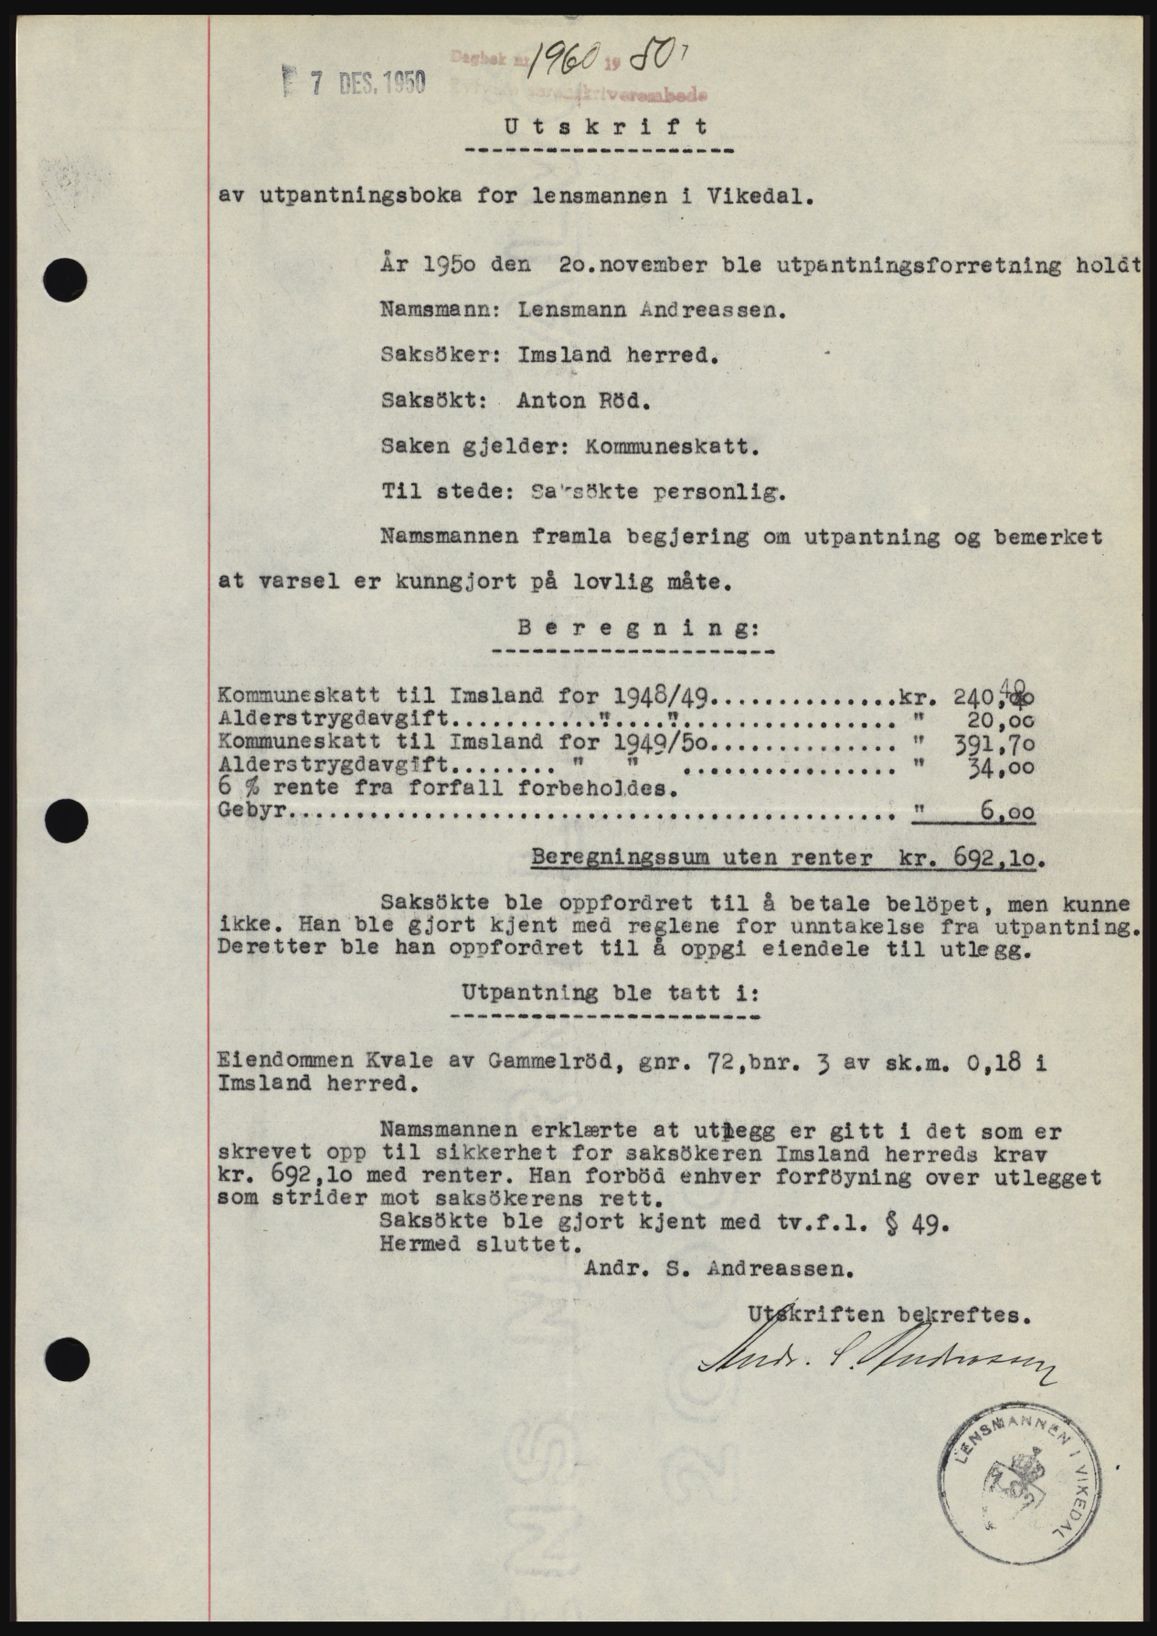 Dagbok nr 1960 1950
7 DES. 1950
skriverembede
Utskrift
av utpantningsboka for lensmannen i Vikedal.
År 1950 den 20.november ble utpantningsforretning holdt
Namsmann: Lensmann Andreassen.
Saksöker: Imsland herred.
Saksökt: Anton Röd.
Saken gjelder: Kommuneskatt.
Til stede: Saksökte personlig.
Namsmannen framla begjering om utpantning og bemerket
at varsel er kunngjort på lovlig måte.
Beregning:
Kommuneskatt til Imsland for 1948/49..............kr. 240,40
Alderstrygdavgift..........."....."................ " 20,00
Kommuneskatt til Imsland for 1949/50.............. " 391,70
Alderstrygdavgift........ " " ................ " 34,00
6 % rente fra forfall forbeholdes.
Gebyr............................................. " 6,00
Beregningssum uten renter kr. 692,10.
Saksökte ble oppfordret til å betale belöpet, men kunne
ikke. Han ble gjort kjent med reglene for unntakelse fra utpantning.
Deretter ble han oppfordret til å oppgi eiendele til utlegg.
Utpantning ble tatt i:
Eiendommen Kvale av Gammelröd, gnr. 72,bnr. 3 av sk.m. 0,18 i
Imsland herred.
Namsmannen erklærte at utlegg er gitt i det som er
skrevet opp til sikkerhet for saksökeren Imsland herreds krav
kr. 692,10 med renter. Han forböd enhver forföyning over utlegget
som strider mot saksökerens rett.
Saksökte ble gjort kjent med tv.f.l. § 49.
Hermed sluttet.
Andr. S. Andreassen.
Utskriften bekreftes.
Andr. S. Andreassen
LENSMANNEN I VIKEDAL